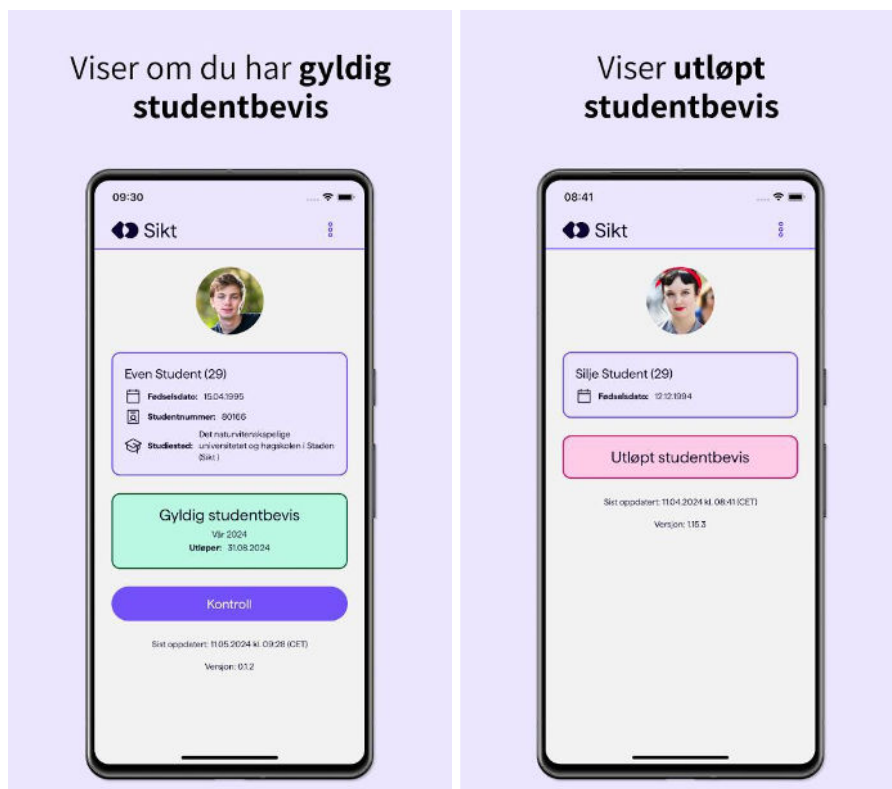 Viser om du har gyldig
studentbevis
09:30
Sikt
Even Student (29)
Fødselsdato: 15.04.1995
Studentnummer: 80166
Studiested: Det naturvitenskapelige
universitetet og høgskolen i Staden
(Sikt )
Gyldig studentbevis
Vår 2024
Utløper: 31.08.2024
Kontroll
Sist oppdatert: 11.05.2024 kl. 09:28 (CET)
Versjon: 0.1.2
Viser utløpt
studentbevis
08:41
Sikt
Silje Student (29)
Fødselsdato: 12.12.1994
Utløpt studentbevis
Sist oppdatert: 11.04.2024 kl. 08:41 (CET)
Versjon: 1.15.3